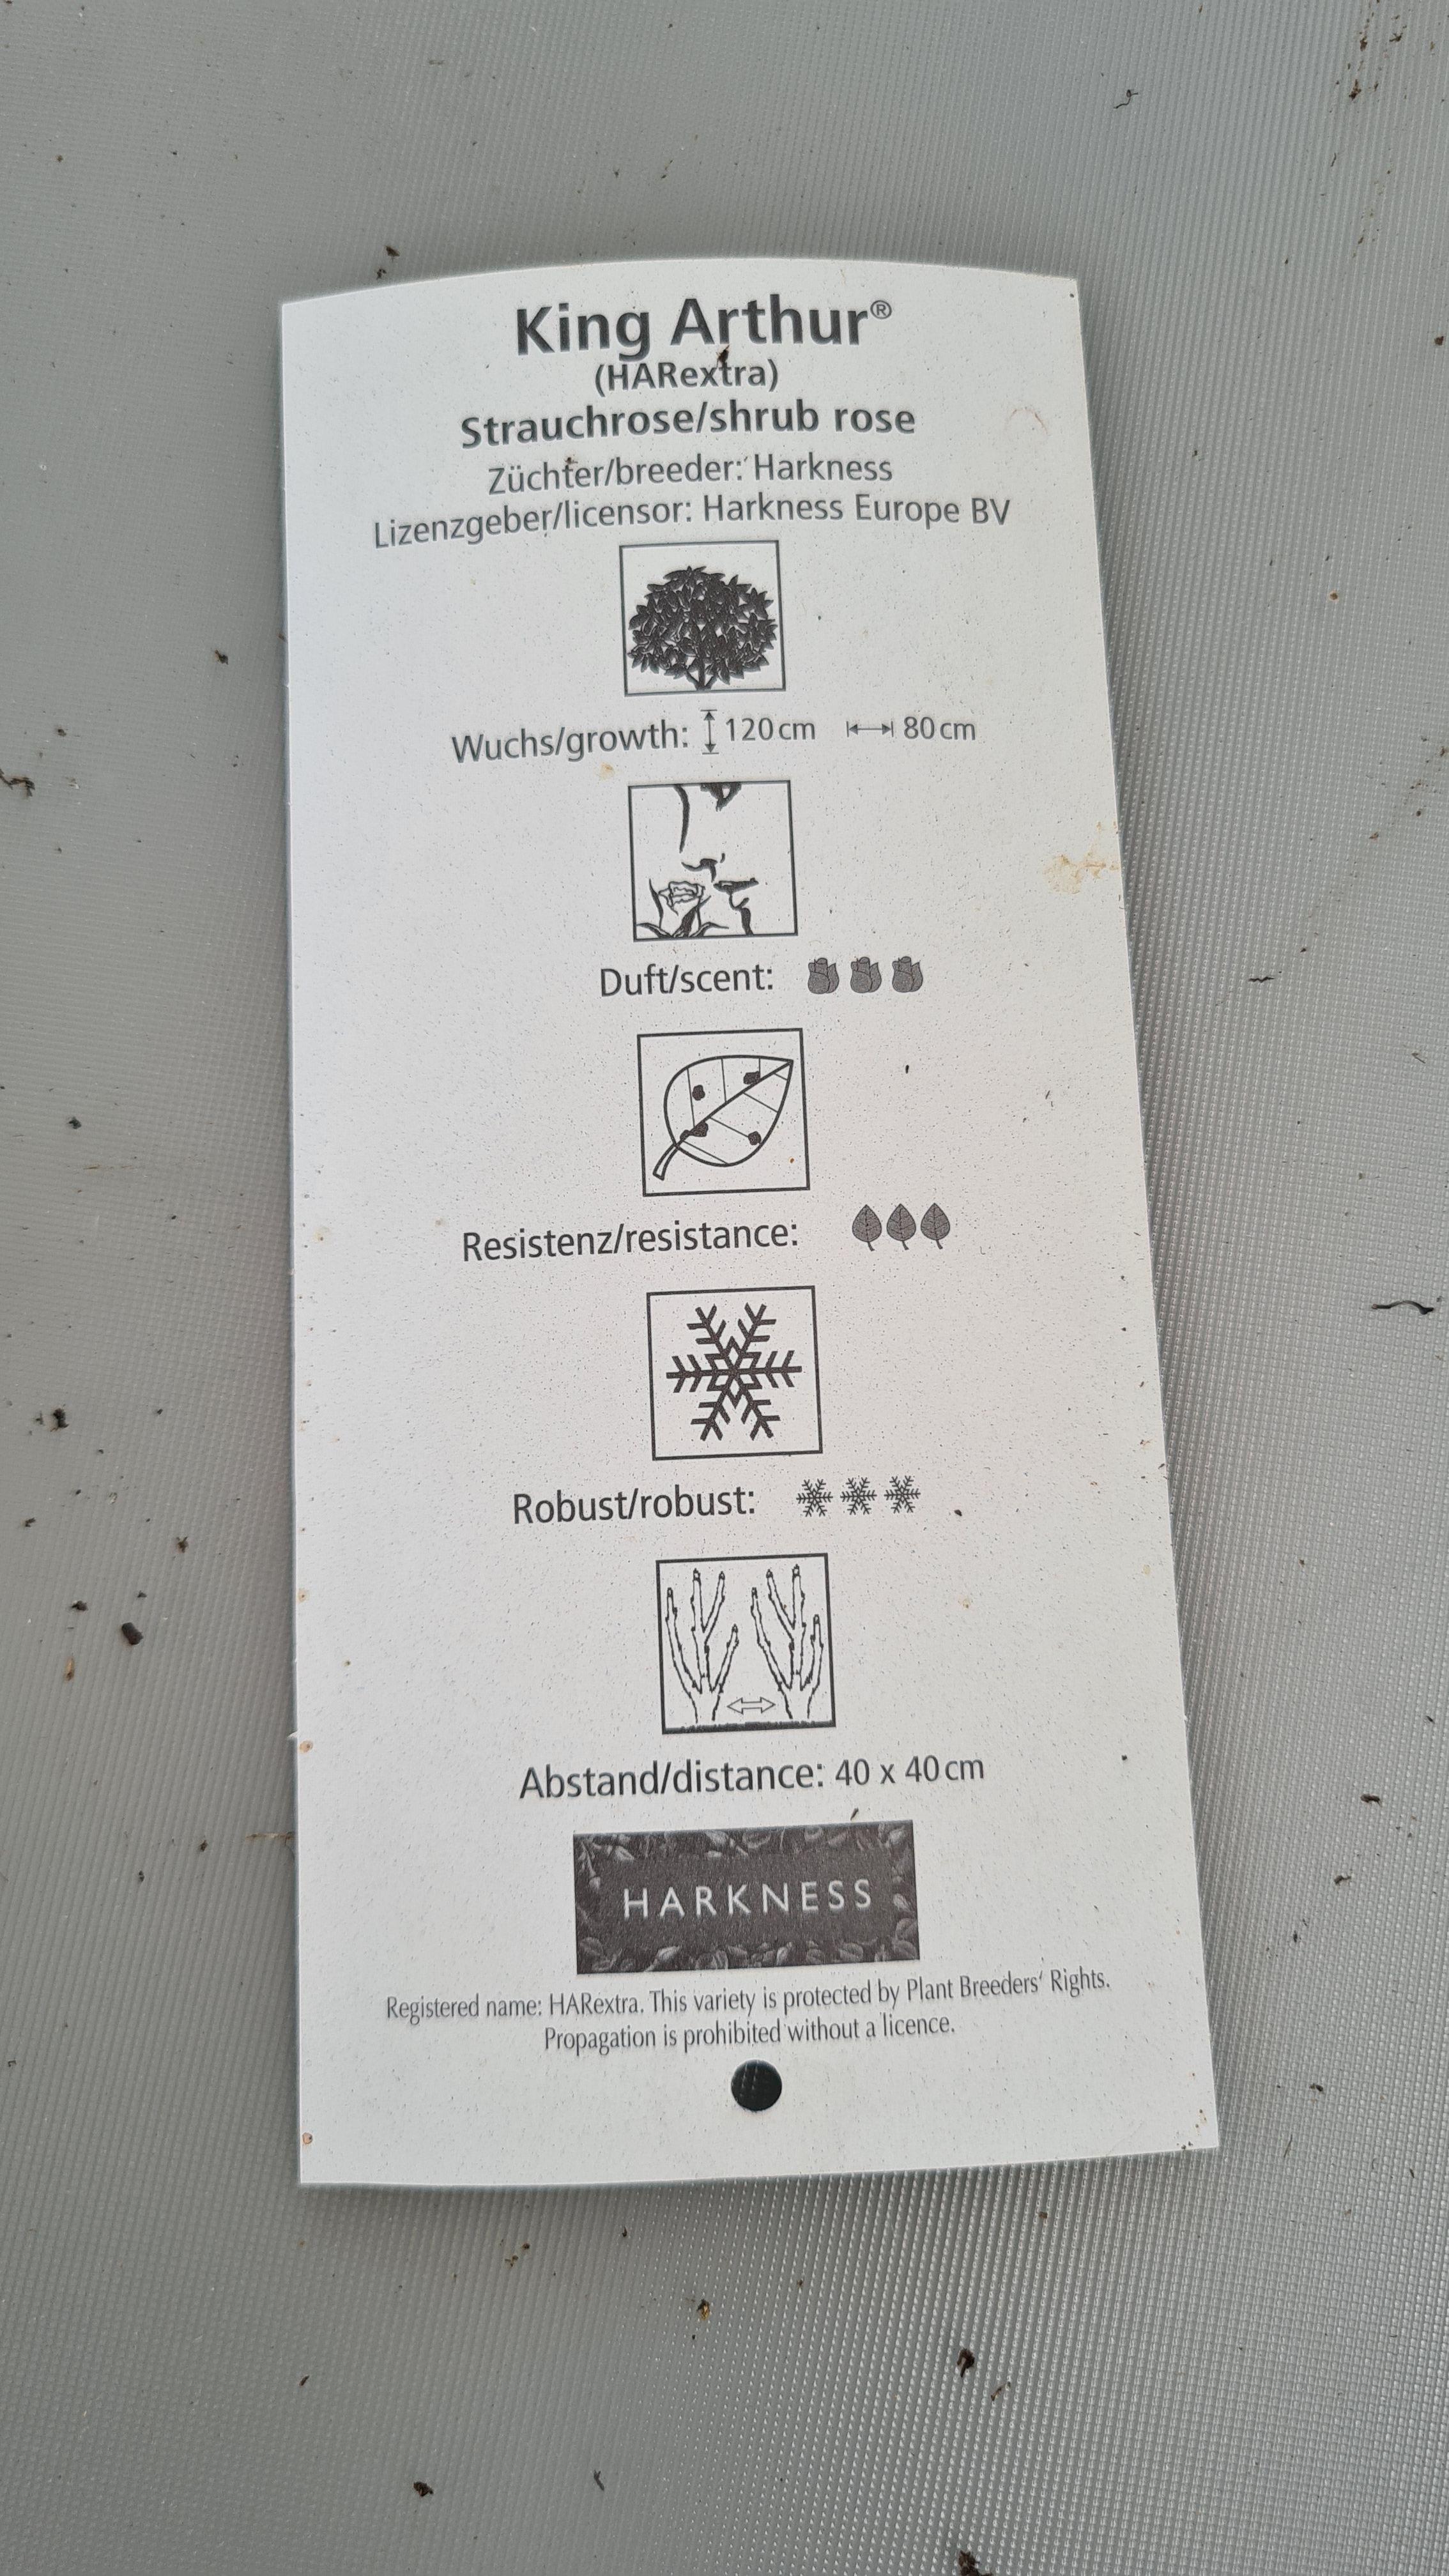 King Arthur®
(HARextra)
Strauchrose/shrub rose
Züchter/breeder: Harkness
Lizenzgeber/licensor: Harkness Europe BV
Wuchs/growth: 120 cm 80 cm
Duft/scent:
Resistenz/resistance:
Robust/robust:
Abstand/distance: 40 x 40 cm
HARKNESS
Registered name: HARextra. This variety is protected by Plant Breeders' Rights.
Propagation is prohibited without a licence.